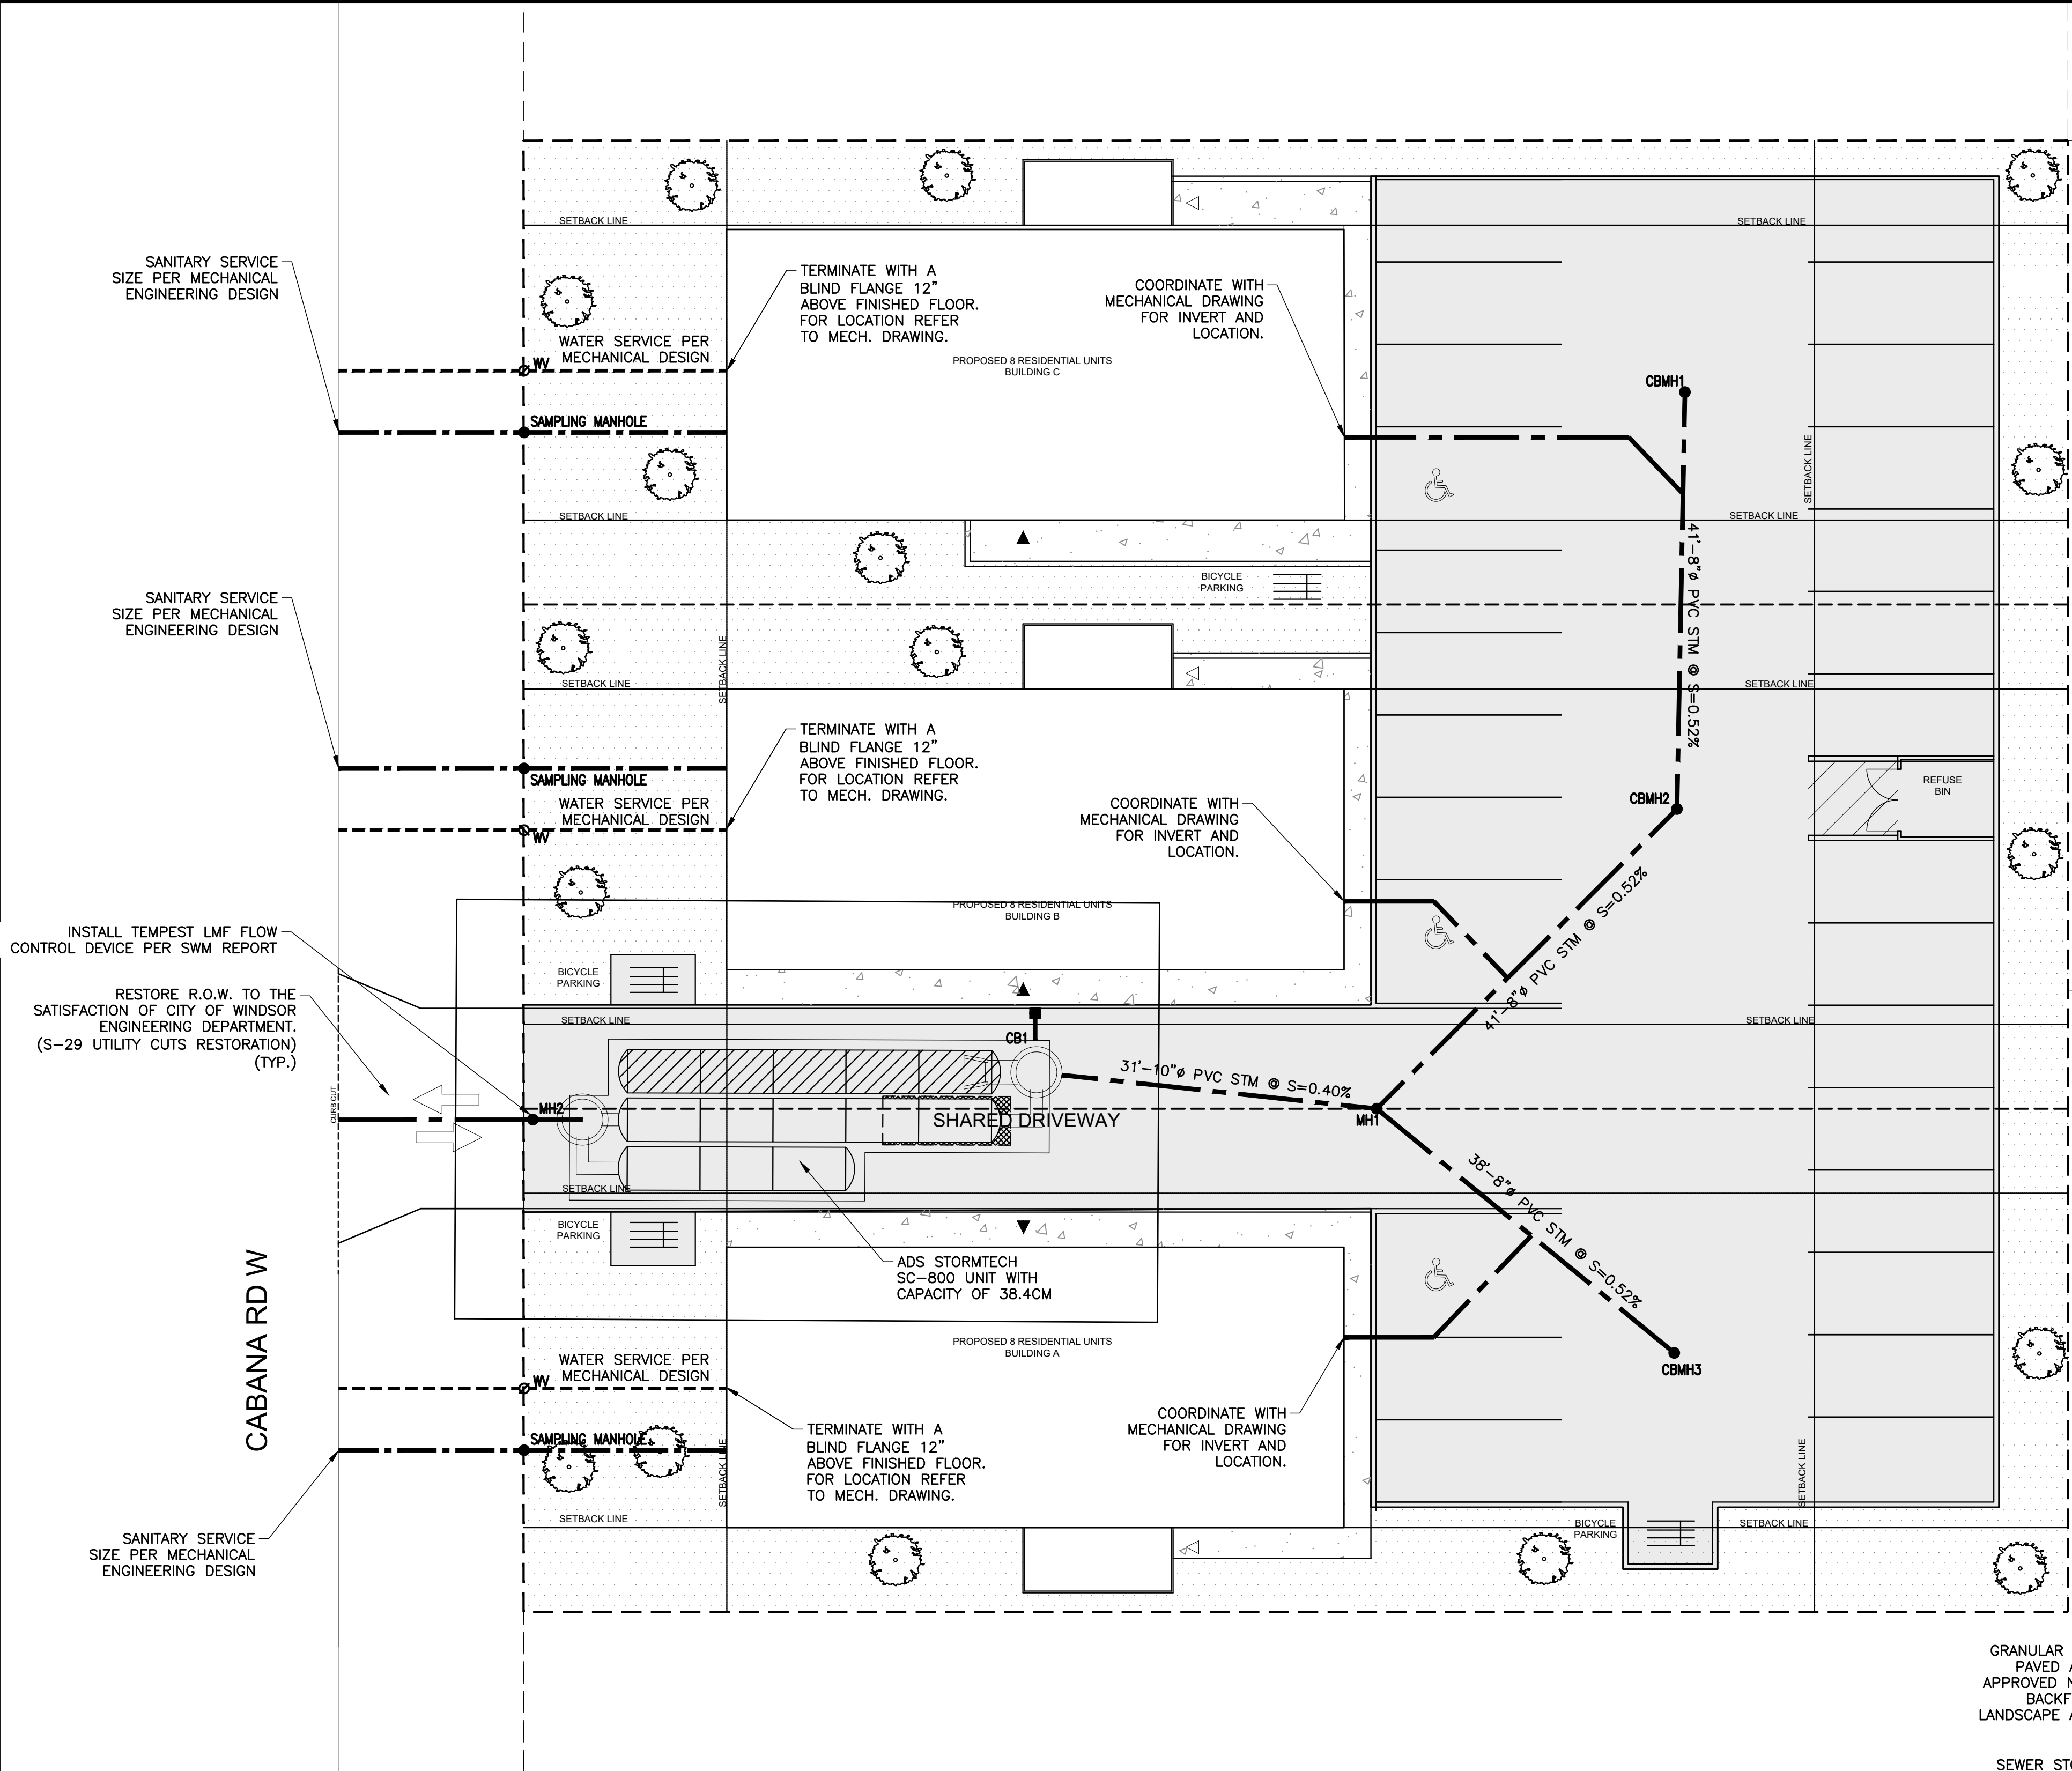 SETBACK LINE
SETBACK LINE
SANITARY SERVICE
SIZE PER MECHANICAL
ENGINEERING DESIGN
TERMINATE WITH A
BLIND FLANGE 12"
ABOVE FINISHED FLOOR.
FOR LOCATION REFER
TO MECH. DRAWING.
COORDINATE WITH
MECHANICAL DRAWING
FOR INVERT AND
LOCATION.
WATER SERVICE PER
MECHANICAL DESIGN
WV
PROPOSED 8 RESIDENTIAL UNITS
BUILDING C
CBMH1
SAMPLING MANHOLE
SETBACK LINE
SETBACK LINE
SETBACK LINE
41'-8"ø PVC STM @ S=0.52%
BICYCLE
PARKING
SANITARY SERVICE
SIZE PER MECHANICAL
ENGINEERING DESIGN
SETBACK LINE
SETBACK LINE
SETBACK LINE
TERMINATE WITH A
BLIND FLANGE 12"
ABOVE FINISHED FLOOR.
FOR LOCATION REFER
TO MECH. DRAWING.
SAMPLING MANHOLE
WATER SERVICE PER
MECHANICAL DESIGN
WV
COORDINATE WITH
MECHANICAL DRAWING
FOR INVERT AND
LOCATION.
CBMH2
REFUSE
BIN
41'-8"ø PVC STM @ S=0.52%
PROPOSED 8 RESIDENTIAL UNITS
BUILDING B
INSTALL TEMPEST LMF FLOW
CONTROL DEVICE PER SWM REPORT
BICYCLE
PARKING
RESTORE R.O.W. TO THE
SATISFACTION OF CITY OF WINDSOR
ENGINEERING DEPARTMENT.
(S-29 UTILITY CUTS RESTORATION)
(TYP.)
SETBACK LINE
SETBACK LINE
CB1
31'-10"ø PVC STM @ S=0.40%
CURB CUT
MH2
SHARED DRIVEWAY
MH1
38'-8"ø PVC STM @ S=0.52%
SETBACK LINE
BICYCLE
PARKING
ADS STORMTECH
SC-800 UNIT WITH
CAPACITY OF 38.4CM
CABANA RD W
PROPOSED 8 RESIDENTIAL UNITS
BUILDING A
CBMH3
WATER SERVICE PER
MECHANICAL DESIGN
WV
SAMPLING MANHOLE
TERMINATE WITH A
BLIND FLANGE 12"
ABOVE FINISHED FLOOR.
FOR LOCATION REFER
TO MECH. DRAWING.
COORDINATE WITH
MECHANICAL DRAWING
FOR INVERT AND
LOCATION.
SETBACK LINE
SETBACK LINE
SETBACK LINE
BICYCLE
PARKING
SETBACK LINE
SANITARY SERVICE
SIZE PER MECHANICAL
ENGINEERING DESIGN
GRANULAR
PAVED
APPROVED
LANDSCAPE
SEWER